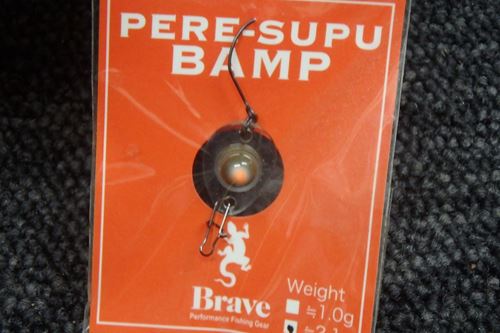 PERE-SUPU
BAMP
Brave
Performance Fishing Gear
Weight
≒1.0g